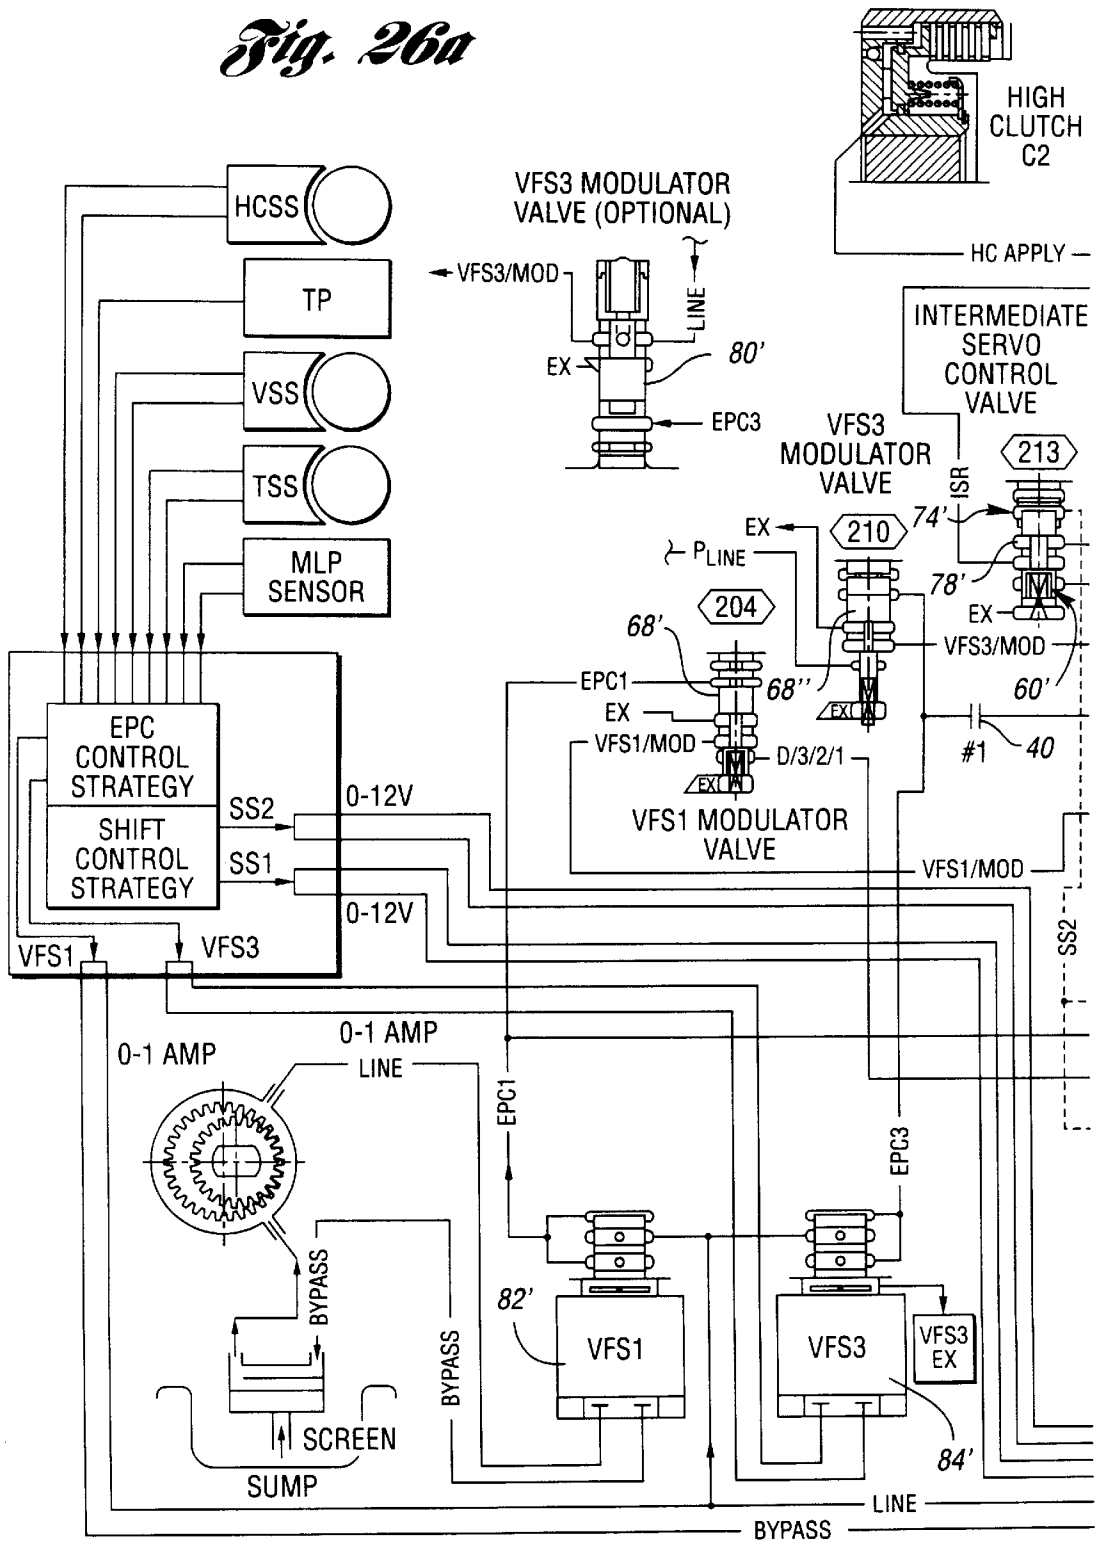 Fig. 26a
HIGH
CLUTCH
C2
HC APPLY
HCSS
TP
VSS
TSS
MLP
SENSOR
VFS3 MODULATOR
VALVE (OPTIONAL)
VFS3/MOD
LINE
EX
80'
EPC3
INTERMEDIATE
SERVO
CONTROL
VALVE
VFS3
MODULATOR
VALVE
213
ISR
74'
78'
EX
60'
EX
210
PLINE
204
68'
68''
VFS3/MOD
EX
EPC1
EX
VFS1/MOD
D/3/2/1
EX
#1
40
VFS1 MODULATOR
VALVE
VFS1/MOD
EPC
CONTROL
STRATEGY
SHIFT
CONTROL
STRATEGY
SS2
SS1
0-12V
0-12V
VFS1
VFS3
SS2
0-1 AMP
0-1 AMP
LINE
EPC1
EPC3
BYPASS
BYPASS
82'
VFS1
VFS3
VFS3
EX
84'
SCREEN
SUMP
LINE
BYPASS